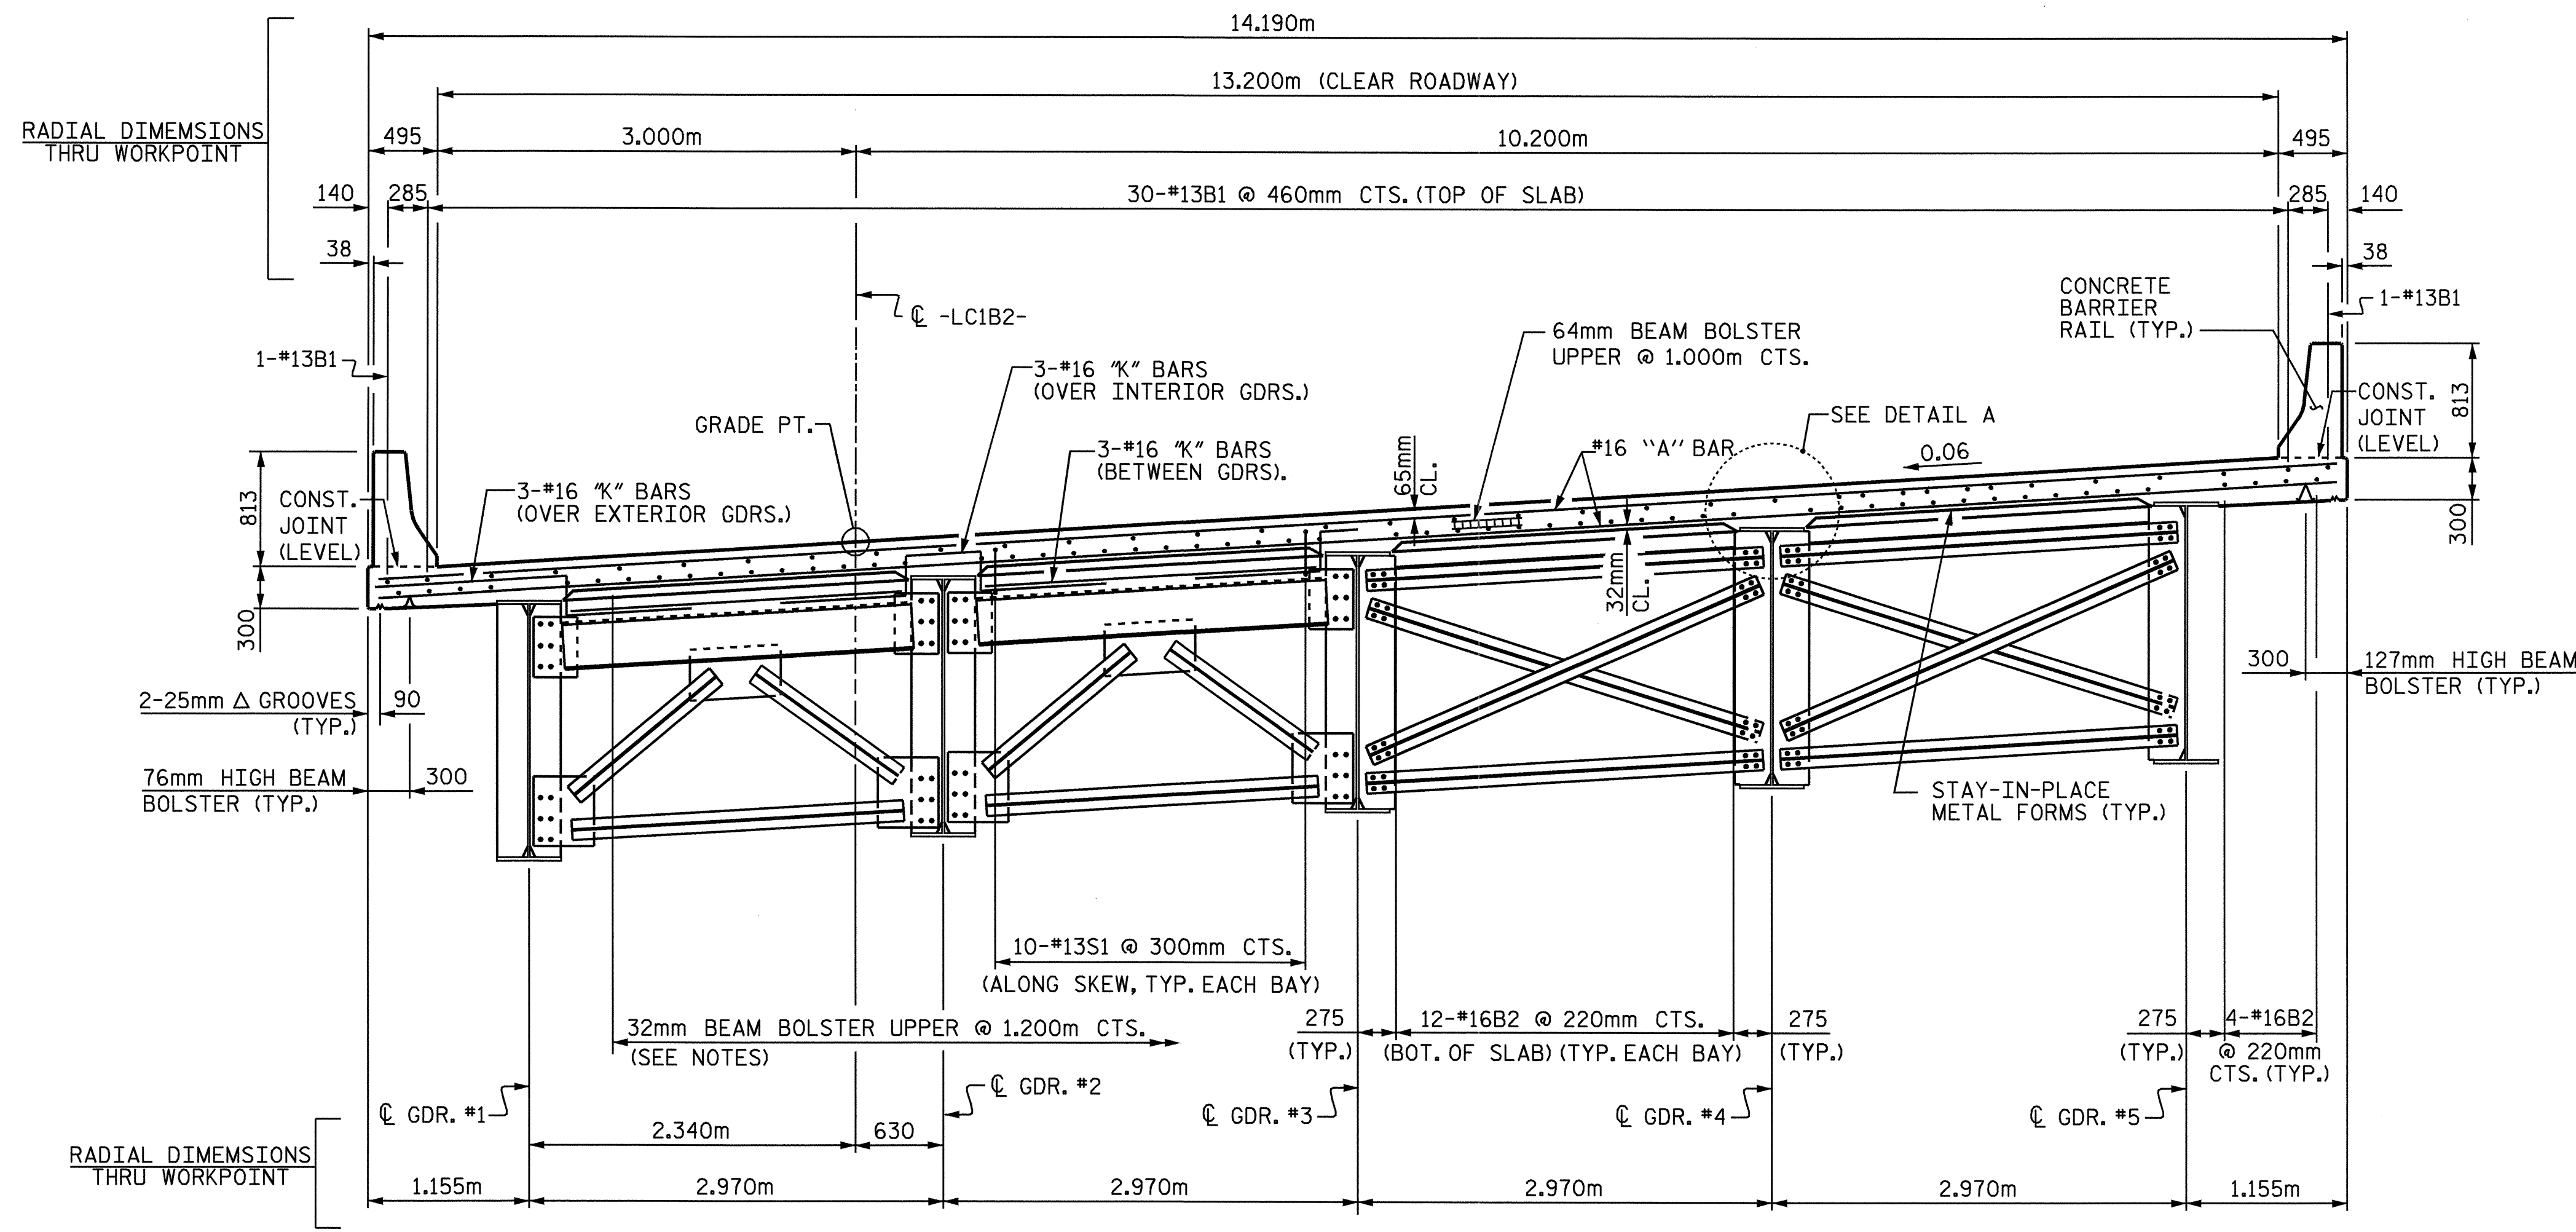 14.190m
13.200m (CLEAR ROADWAY)
RADIAL DIMEMSIONS
THRU WORKPOINT
495
3.000m
10.200m
495
140
285
30-#13B1 @ 460mm CTS. (TOP OF SLAB)
285
140
38
38
℄ -LC1B2-
CONCRETE
BARRIER
RAIL (TYP.)
1-#13B1
64mm BEAM BOLSTER
UPPER @ 1.000m CTS.
1-#13B1
3-#16 "K" BARS
(OVER INTERIOR GDRS.)
CONST.
JOINT
(LEVEL)
813
GRADE PT.
SEE DETAIL A
3-#16 "K" BARS
(BETWEEN GDRS).
65mm
CL.
#16 "A" BAR
0.06
813
CONST.
JOINT
(LEVEL)
3-#16 "K" BARS
(OVER EXTERIOR GDRS.)
300
32mm
CL.
300
300
127mm HIGH BEAM
BOLSTER (TYP.)
2-25mm Δ GROOVES
(TYP.)
90
76mm HIGH BEAM
BOLSTER (TYP.)
300
STAY-IN-PLACE
METAL FORMS (TYP.)
10-#13S1 @ 300mm CTS.
(ALONG SKEW, TYP. EACH BAY)
32mm BEAM BOLSTER UPPER @ 1.200m CTS.
(SEE NOTES)
275
(TYP.)
12-#16B2 @ 220mm CTS.
(BOT. OF SLAB) (TYP. EACH BAY)
275
(TYP.)
275
(TYP.)
4-#16B2
@ 220mm
CTS. (TYP.)
℄ GDR. #1
℄ GDR. #2
℄ GDR. #3
℄ GDR. #4
℄ GDR. #5
2.340m
630
RADIAL DIMEMSIONS
THRU WORKPOINT
1.155m
2.970m
2.970m
2.970m
2.970m
1.155m